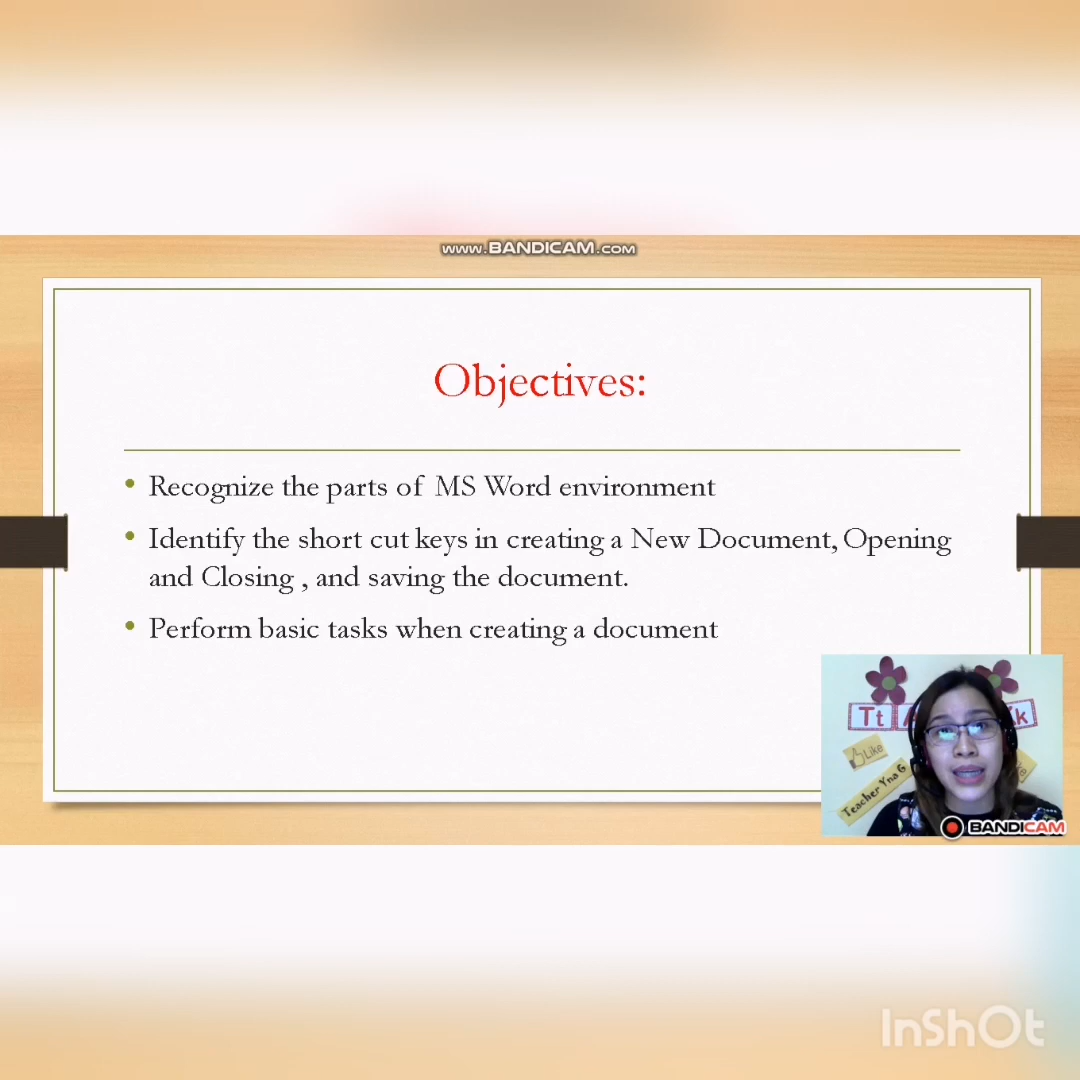 www.BANDICAM.com
Objectives:
• Recognize the parts of MS Word environment
• Identify the short cut keys in creating a New Document, Opening
and Closing , and saving the document.
• Perform basic tasks when creating a document
Tt
Like
Teacher Yna G
BANDICAM
InShOt